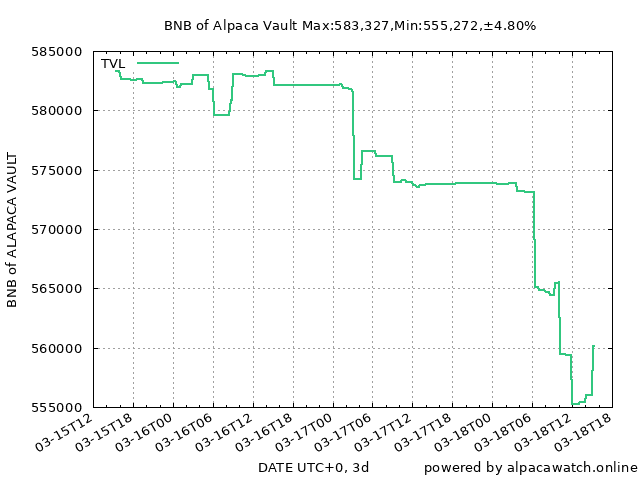 BNB of Alpaca Vault Max:583,327,Min:555,272,±4.80%
TVL
BNB of ALAPACA VAULT
585000
580000
575000
570000
565000
560000
555000
03-15T12
03-15T18
03-16T00
03-16T06
03-16T12
03-16T18
03-17T00
03-17T06
03-17T12
03-17T18
03-18T00
03-18T06
03-18T12
03-18T18
DATE UTC+0, 3d
powered by alpacawatch.online